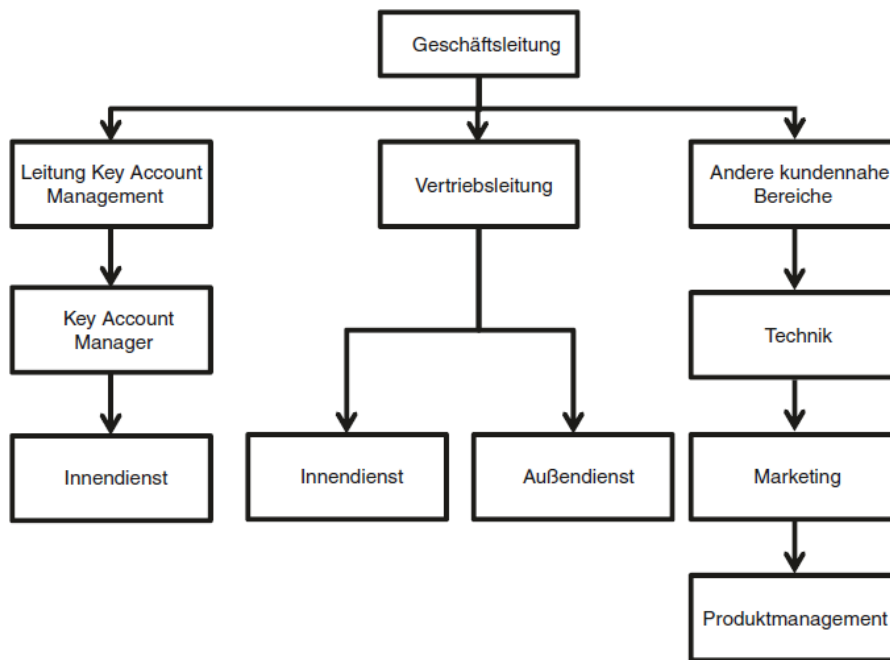 Geschäftsleitung
Leitung Key Account
Management
Vertriebsleitung
Andere kundennahe
Bereiche
Key Account
Manager
Technik
Innendienst
Innendienst
Außendienst
Marketing
Produktmanagement